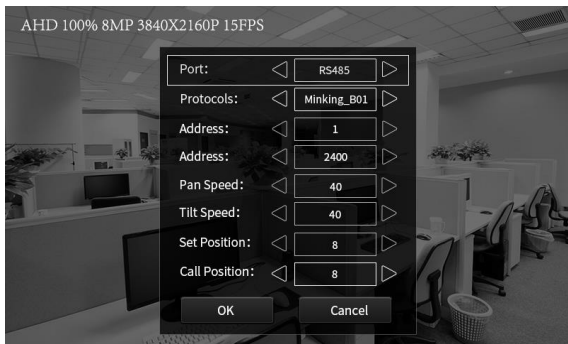 AHD 100% 8MP 3840X2160P 15FPS
Port: RS485
Protocols: Minking_B01
Address: 1
Address: 2400
Pan Speed: 40
Tilt Speed: 40
Set Position: 8
Call Position: 8
OK Cancel